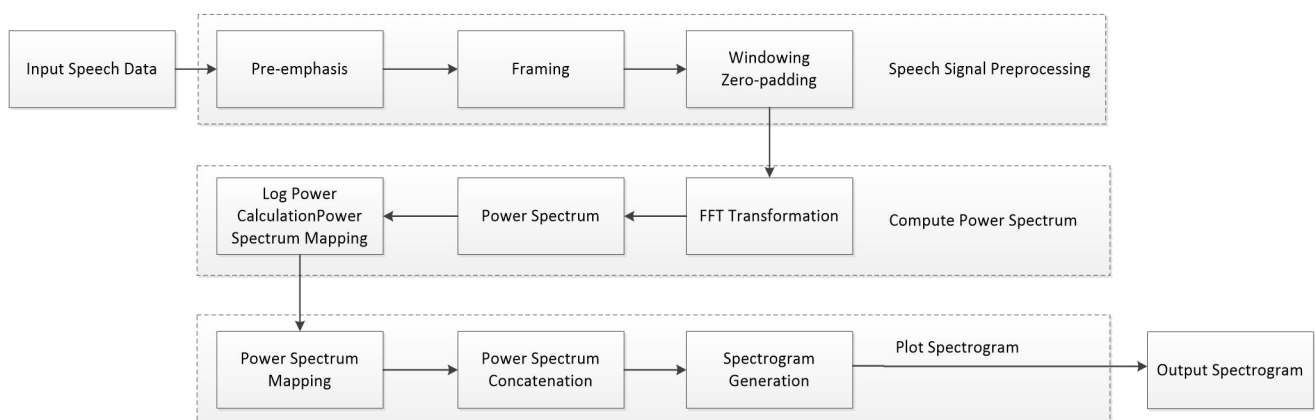 Input Speech Data
Pre-emphasis
Framing
Windowing
Zero-padding
Speech Signal Preprocessing
Log Power
CalculationPower
Spectrum Mapping
Power Spectrum
FFT Transformation
Compute Power Spectrum
Power Spectrum
Mapping
Power Spectrum
Concatenation
Spectrogram
Generation
Plot Spectrogram
Output Spectrogram